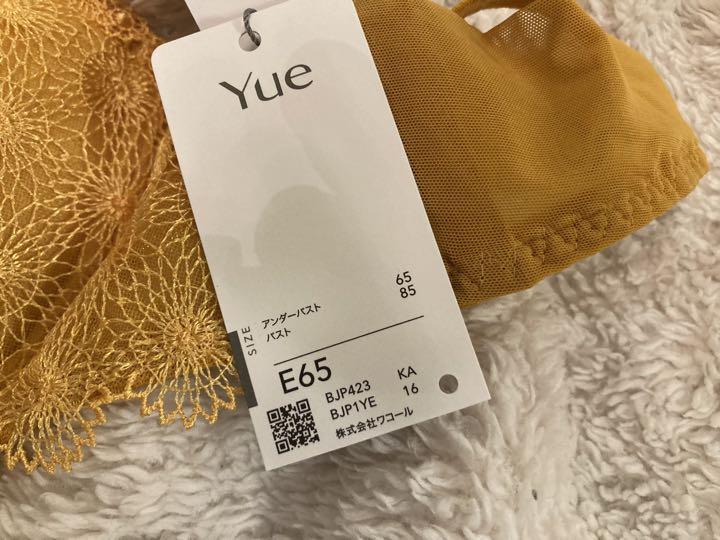 Yue
SIZE
アンダーバスト 65
バスト 85
E65
BJP423 KA
BJP1YE 16
株式会社ワコール